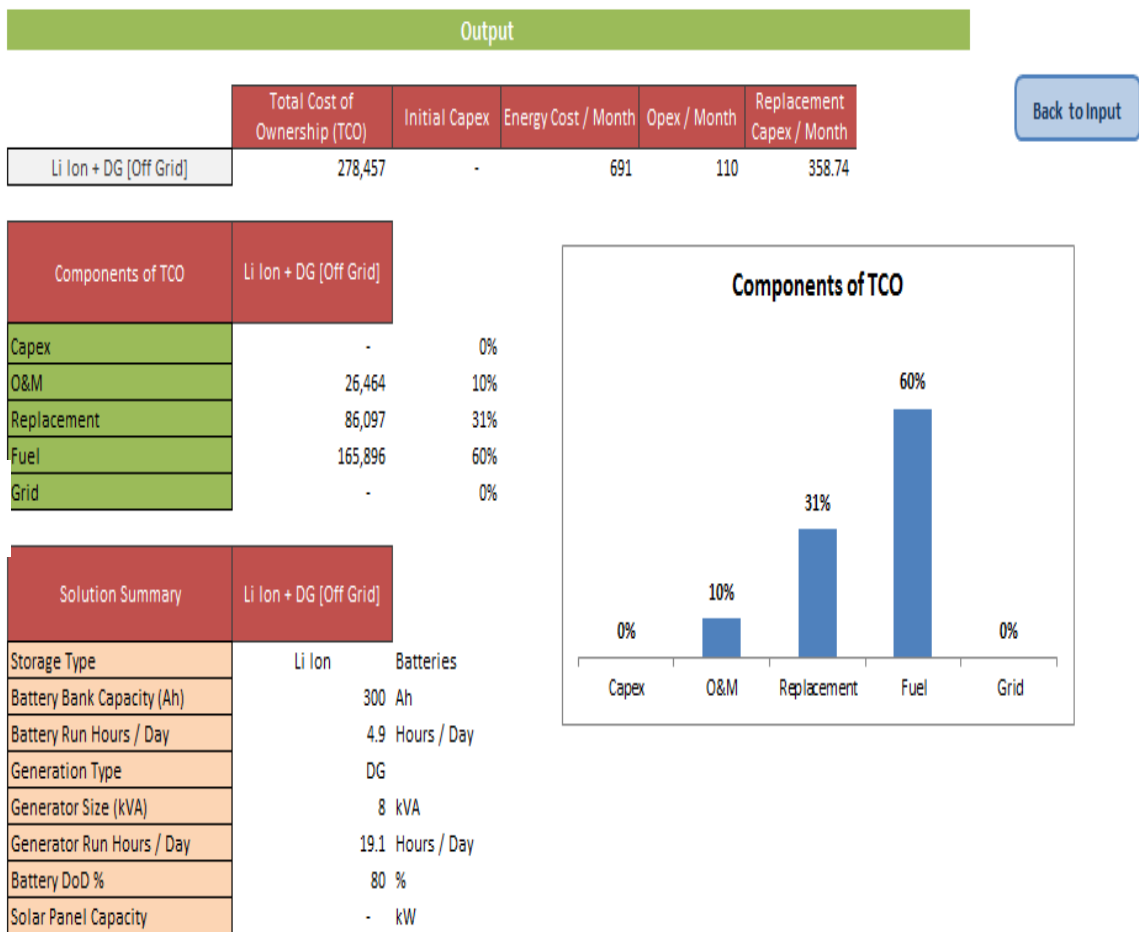 Output
Back to Input
Total Cost of Ownership (TCO) Initial Capex Energy Cost / Month Opex / Month Replacement Capex / Month
Li Ion + DG [Off Grid] 278,457 - 691 110 358.74
Components of TCO Li Ion + DG [Off Grid]
Capex - 0%
O&M 26,464 10%
Replacement 86,097 31%
Fuel 165,896 60%
Grid - 0%
Components of TCO
0% 10% 31% 60% 0%
Capex O&M Replacement Fuel Grid
Solution Summary Li Ion + DG [Off Grid]
Storage Type Li Ion Batteries
Battery Bank Capacity (Ah) 300 Ah
Battery Run Hours / Day 4.9 Hours / Day
Generation Type DG
Generator Size (kVA) 8 kVA
Generator Run Hours / Day 19.1 Hours / Day
Battery DoD % 80 %
Solar Panel Capacity - kW